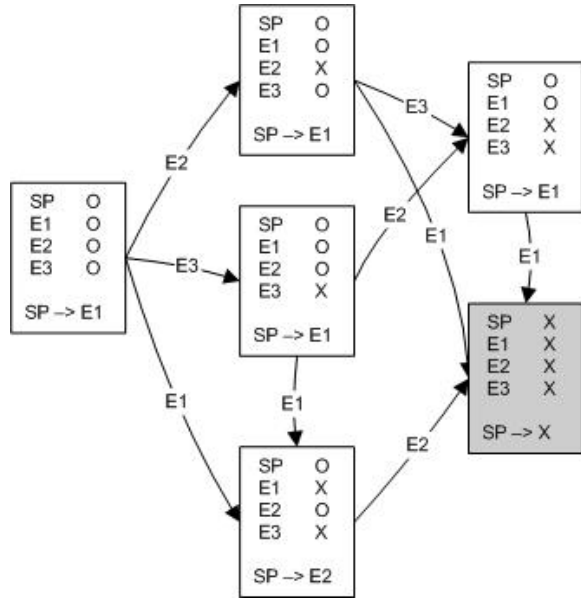 SP O
E1 O
E2 O
E3 O
SP –> E1
E2
E3
E1
SP O
E1 O
E2 X
E3 O
SP –> E1
SP O
E1 O
E2 O
E3 X
SP –> E1
E1
SP O
E1 X
E2 O
E3 X
SP –> E2
E3
E2
E1
E2
SP O
E1 O
E2 X
E3 X
SP –> E1
E1
SP X
E1 X
E2 X
E3 X
SP –> X